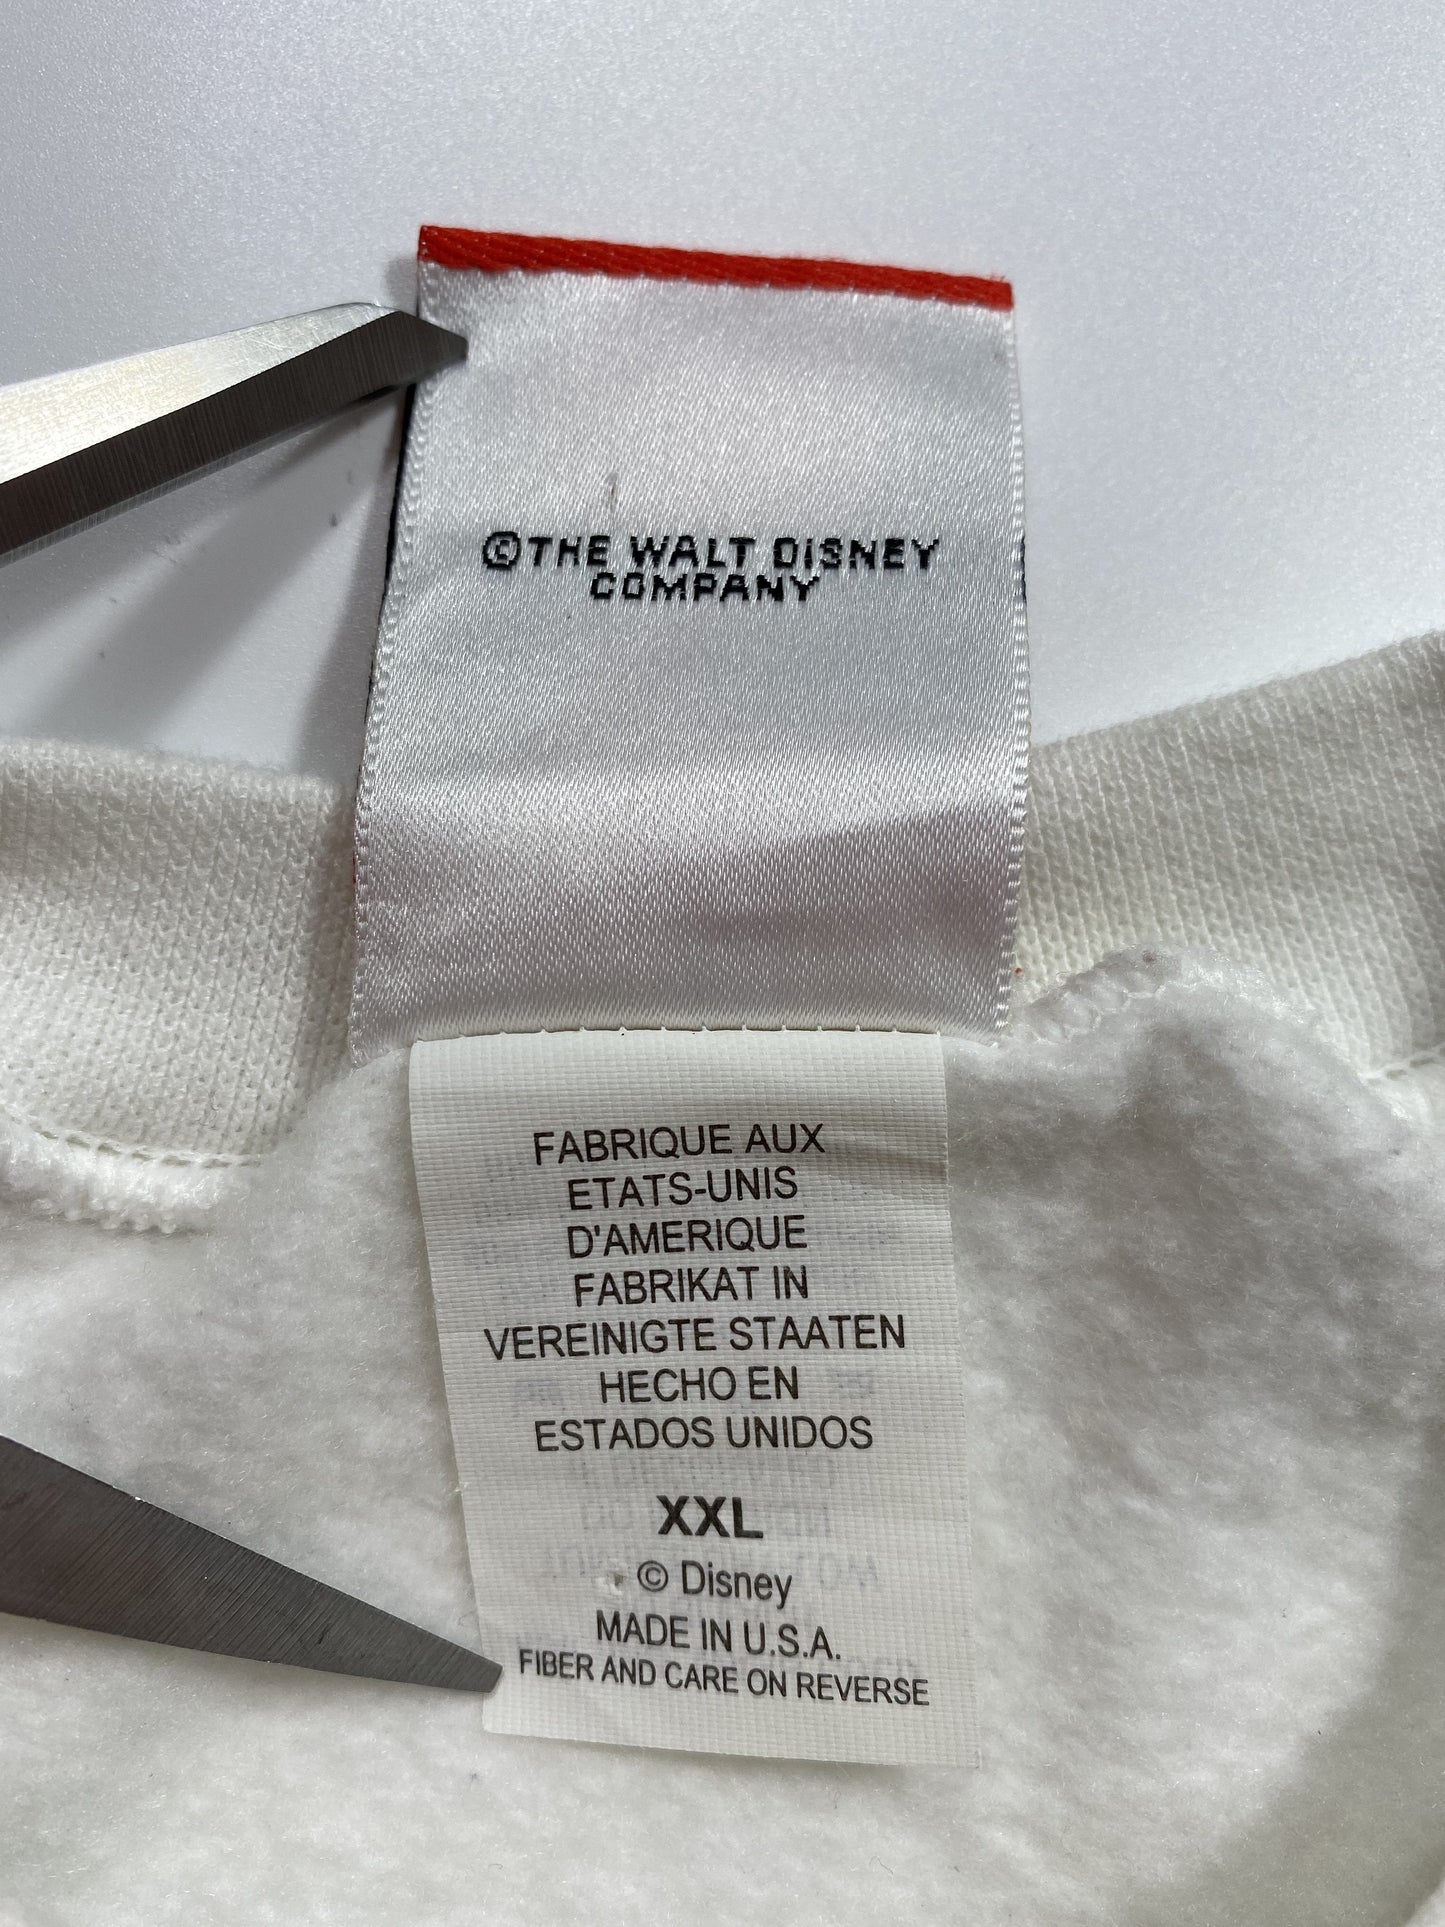 ©THE WALT DISNEY
COMPANY
FABRIQUE AUX
ETATS-UNIS
D'AMERIQUE
FABRIKAT IN
VEREINIGTE STAATEN
HECHO EN
ESTADOS UNIDOS
XXL
© Disney
MADE IN U.S.A.
FIBER AND CARE ON REVERSE